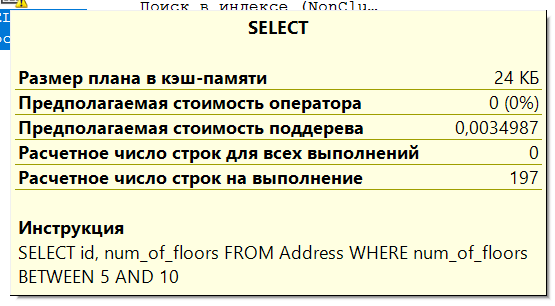 Поиск в индексе (NonClu…
SELECT
Размер плана в кэш-памяти 24 КБ
Предполагаемая стоимость оператора 0 (0%)
Предполагаемая стоимость поддерева 0,0034987
Расчетное число строк для всех выполнений 0
Расчетное число строк на выполнение 197
Инструкция
SELECT id, num_of_floors FROM Address WHERE num_of_floors
BETWEEN 5 AND 10